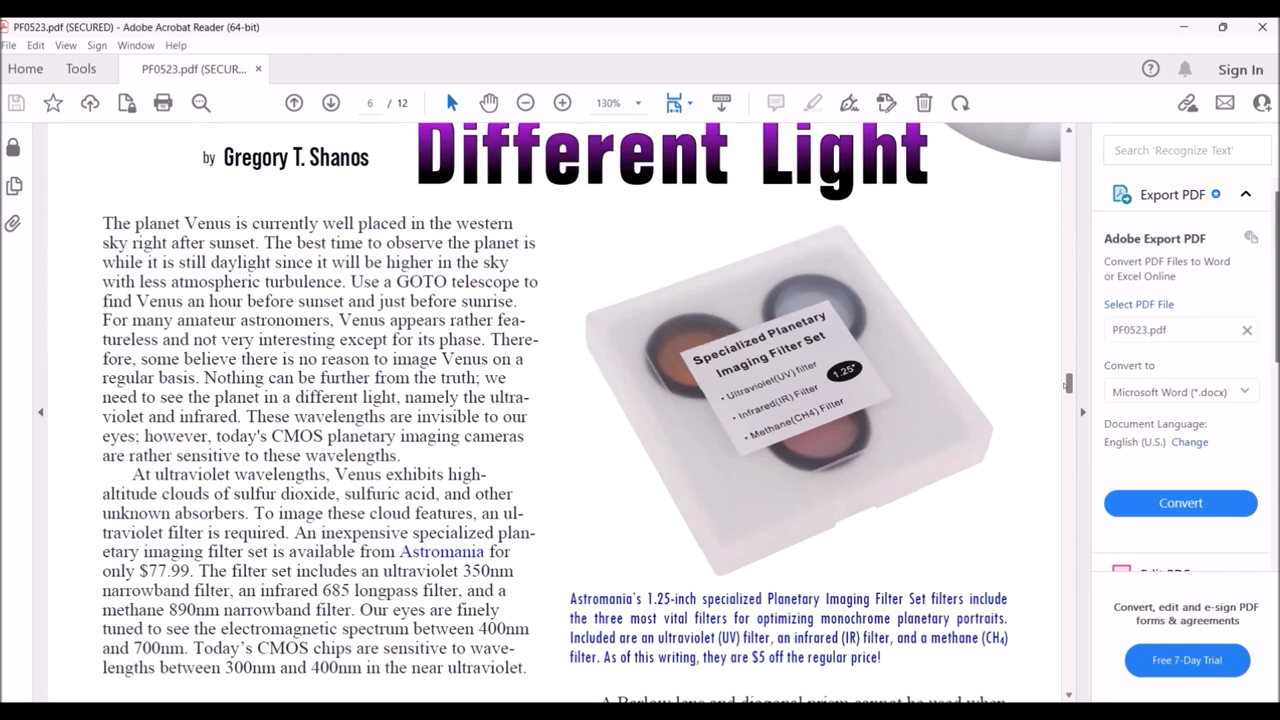 PF0523.pdf (SECURED) - Adobe Acrobat Reader (64-bit)
File Edit View Sign Window Help
Home Tools PF0523.pdf (SECUR... × Sign In
6 / 12 130%
Different Light
by Gregory T. Shanos
The planet Venus is currently well placed in the western
sky right after sunset. The best time to observe the planet is
while it is still daylight since it will be higher in the sky
with less atmospheric turbulence. Use a GOTO telescope to
find Venus an hour before sunset and just before sunrise.
For many amateur astronomers, Venus appears rather fea-
tureless and not very interesting except for its phase. There-
fore, some believe there is no reason to image Venus on a
regular basis. Nothing can be further from the truth; we
need to see the planet in a different light, namely the ultra-
violet and infrared. These wavelengths are invisible to our
eyes; however, today's CMOS planetary imaging cameras
are rather sensitive to these wavelengths.
At ultraviolet wavelengths, Venus exhibits high-
altitude clouds of sulfur dioxide, sulfuric acid, and other
unknown absorbers. To image these cloud features, an ul-
traviolet filter is required. An inexpensive specialized plan-
etary imaging filter set is available from Astromania for
only $77.99. The filter set includes an ultraviolet 350nm
narrowband filter, an infrared 685 longpass filter, and a
methane 890nm narrowband filter. Our eyes are finely
tuned to see the electromagnetic spectrum between 400nm
and 700nm. Today's CMOS chips are sensitive to wave-
lengths between 300nm and 400nm in the near ultraviolet.
Specialized Planetary
Imaging Filter Set
• Ultraviolet(UV) filter
• Infrared(IR) Filter
• Methane(CH4) Filter
1.25"
Astromania's 1.25-inch specialized Planetary Imaging Filter Set filters include
the three most vital filters for optimizing monochrome planetary portraits.
Included are an ultraviolet (UV) filter, an infrared (IR) filter, and a methane (CH₄)
filter. As of this writing, they are $5 off the regular price!
A Barlow lens and diagonal prism cannot be used when
Search 'Recognize Text'
Export PDF
Adobe Export PDF
Convert PDF Files to Word
or Excel Online
Select PDF File
PF0523.pdf
Convert to
Microsoft Word (*.docx)
Document Language:
English (U.S.) Change
Convert
Edit PDF
Convert, edit and e-sign PDF
forms & agreements
Free 7-Day Trial